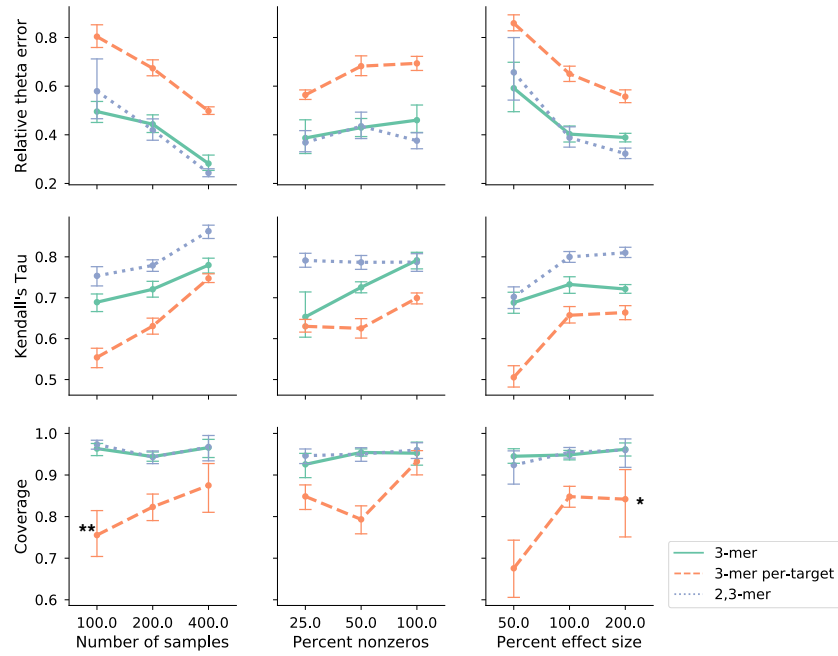 Relative theta error
0.8
0.6
0.4
0.2
Kendall's Tau
0.8
0.7
0.6
0.5
Coverage
1.0
0.9
0.8
0.7
0.6
**
*
100.0 200.0 400.0
Number of samples
25.0 50.0 100.0
Percent nonzeros
50.0 100.0 200.0
Percent effect size
3-mer
3-mer per-target
2,3-mer